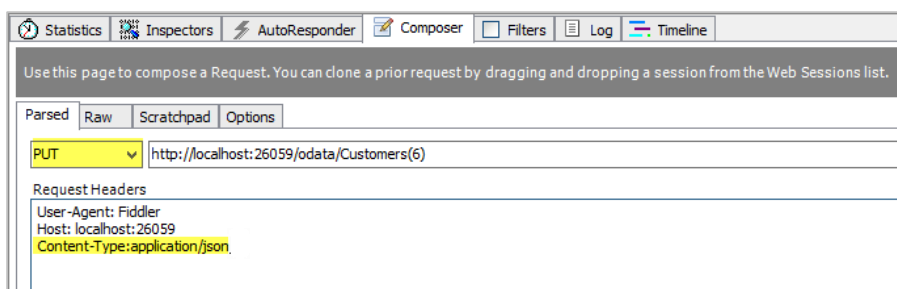 Statistics Inspectors AutoResponder Composer Filters Log Timeline
Use this page to compose a Request. You can clone a prior request by dragging and dropping a session from the Web Sessions list.
Parsed Raw Scratchpad Options
PUT http://localhost:26059/odata/Customers(6)
Request Headers
User-Agent: Fiddler
Host: localhost:26059
Content-Type:application/json